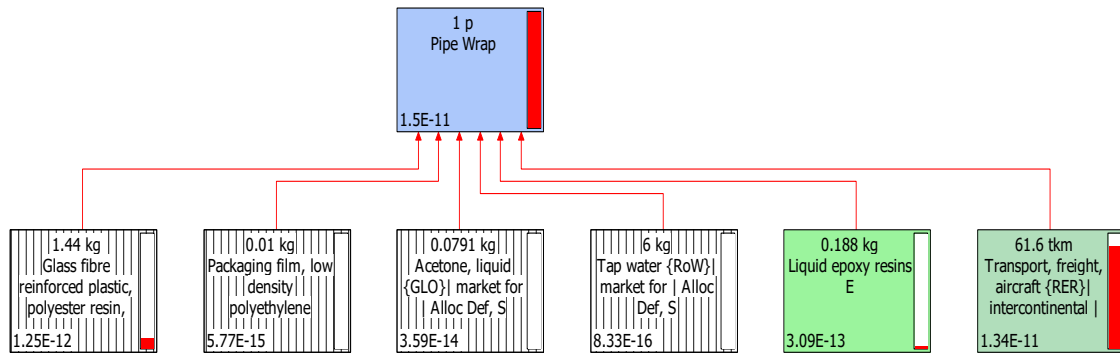 1 p
Pipe Wrap
1.5E-11
1.44 kg
Glass fibre
reinforced plastic,
polyester resin,
1.25E-12
0.01 kg
Packaging film, low
density
polyethylene
5.77E-15
0.0791 kg
Acetone, liquid
{GLO}| market for
| Alloc Def, S
3.59E-14
6 kg
Tap water {RoW}|
market for | Alloc
Def, S
8.33E-16
0.188 kg
Liquid epoxy resins
E
3.09E-13
61.6 tkm
Transport, freight,
aircraft {RER}|
intercontinental |
1.34E-11